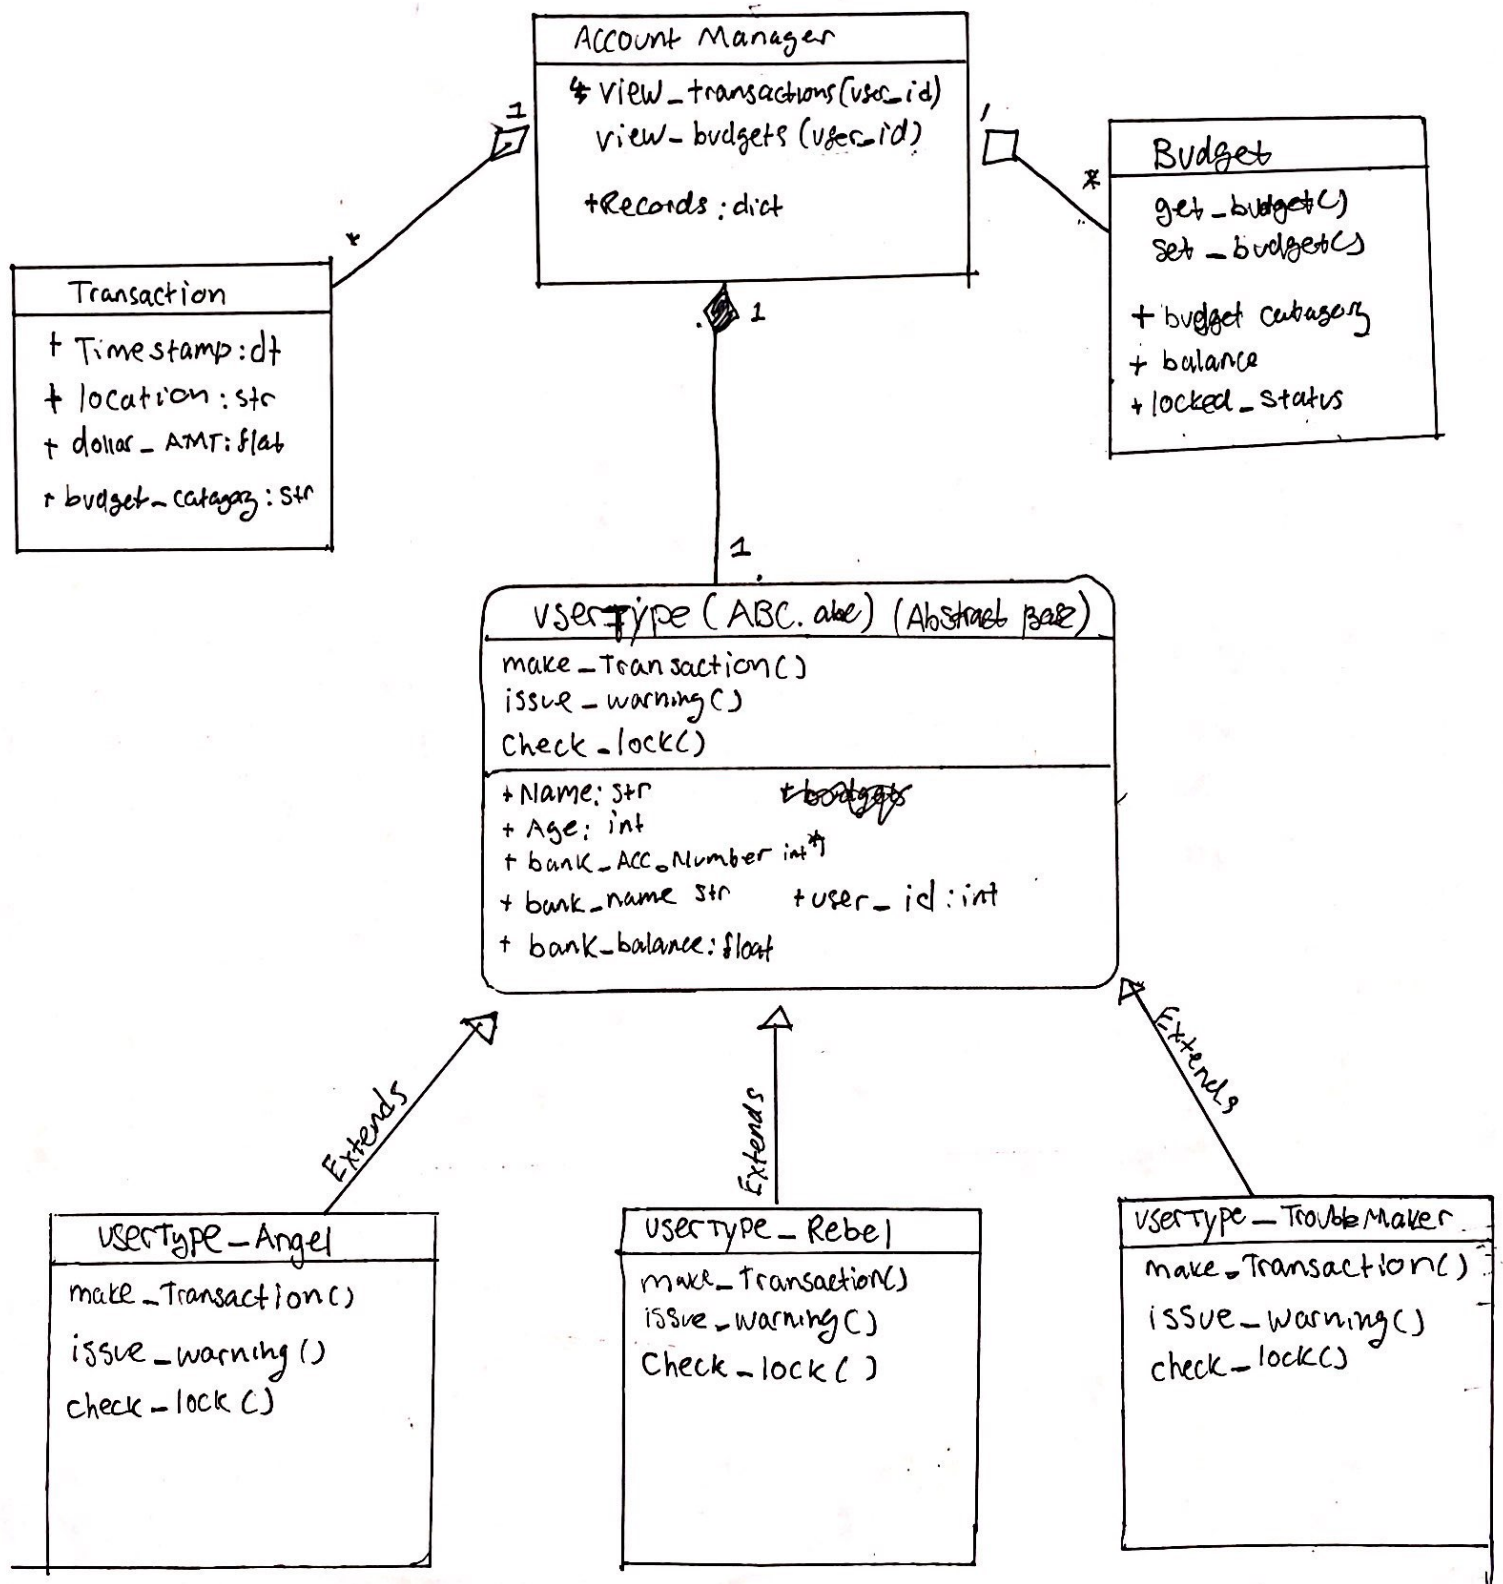 Account Manager
view_transactions(user_id)
view_budgets(user_id)
+Records: dict
1
*
1
*
Transaction
+ Timestamp: dt
+ location: str
+ dollar_AMT: flat
+ budget_catagory: str
Budget
get_budget()
set_budget()
+ budget catagory
+ balance
+ locked_status
1
1
UserType (ABC. abc) (Abstract Base)
make_Transaction()
issue_warning()
Check_lock()
+ Name: str
+ Age: int
+ bank_Acc_Number int
+ bank_name str +user_id: int
+ bank_balance: float
Extends
Extends
Extends
UserType_Angel
make_Transaction()
issue_warning()
check_lock()
UserType_Rebel
make_Transaction()
issue_warning()
Check_lock()
UserType_TroubleMaker
make_Transaction()
issue_warning()
check_lock()